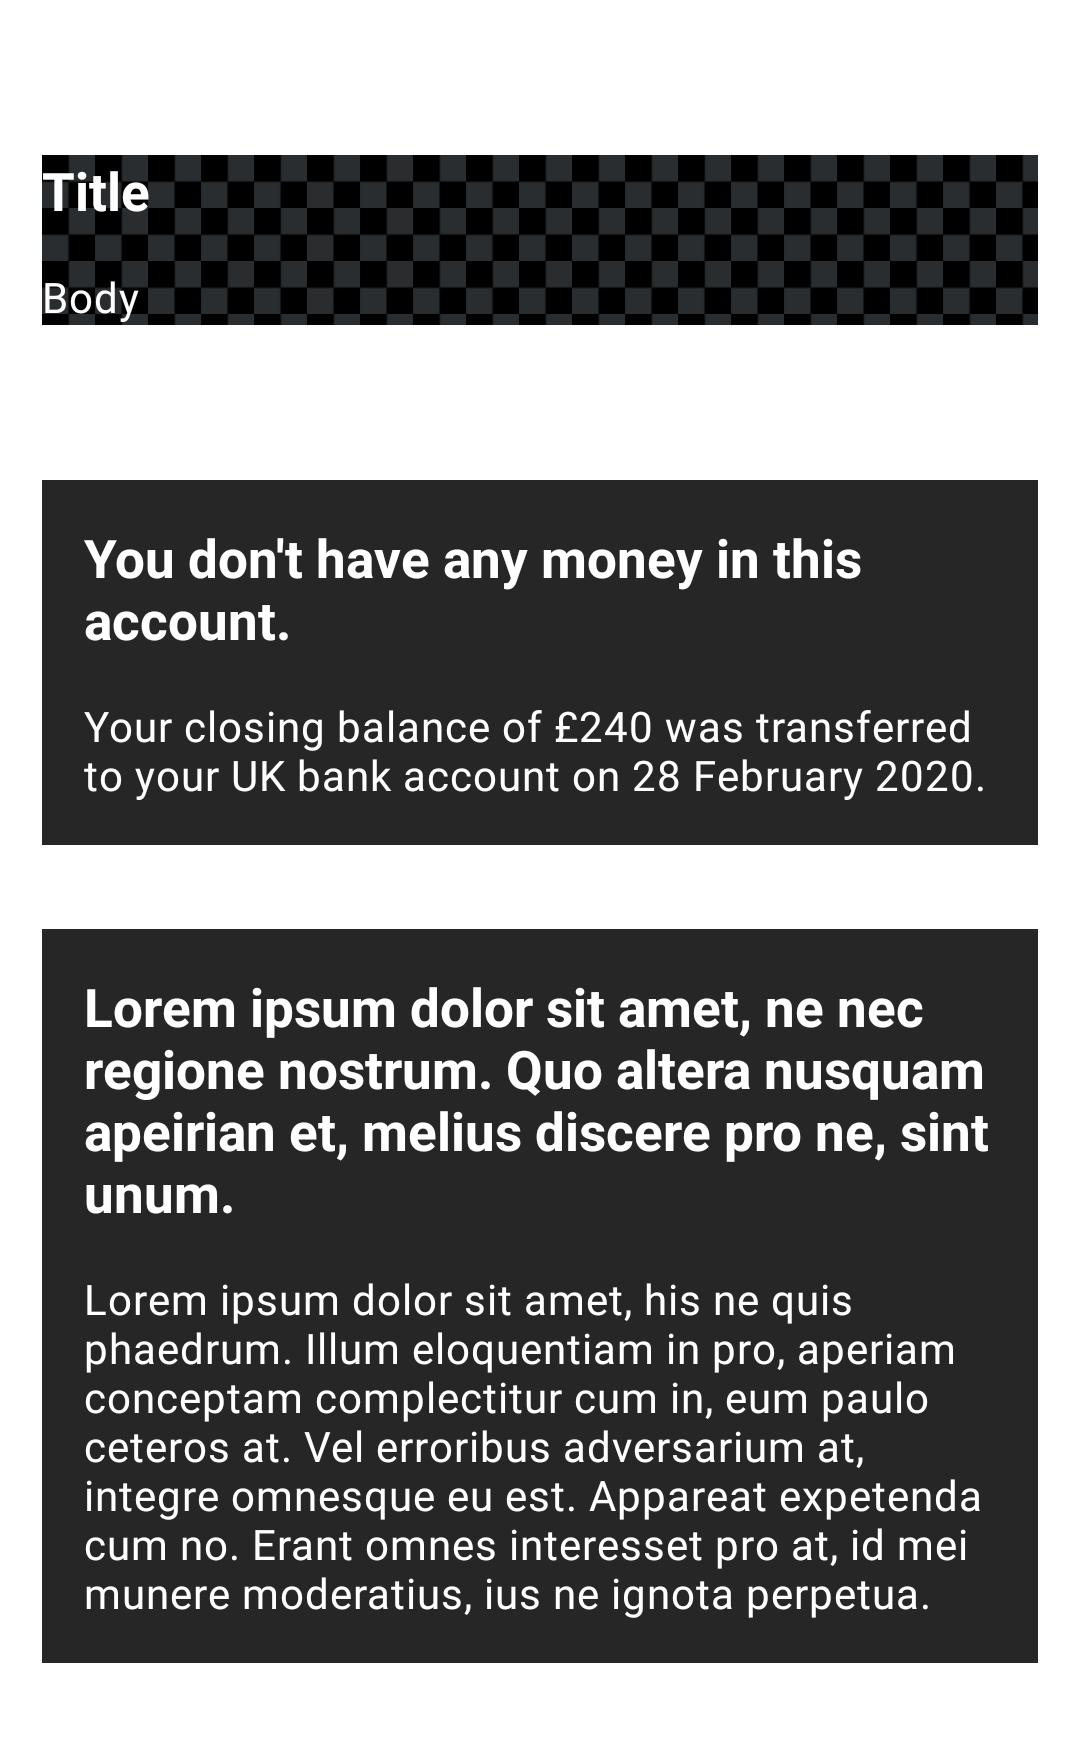 Title
Body
You don't have any money in this
account.
Your closing balance of £240 was transferred
to your UK bank account on 28 February 2020.
Lorem ipsum dolor sit amet, ne nec
regione nostrum. Quo altera nusquam
apeirian et, melius discere pro ne, sint
unum.
Lorem ipsum dolor sit amet, his ne quis
phaedrum. Illum eloquentiam in pro, aperiam
conceptam complectitur cum in, eum paulo
ceteros at. Vel erroribus adversarium at,
integre omnesque eu est. Appareat expetenda
cum no. Erant omnes interesset pro at, id mei
munere moderatius, ius ne ignota perpetua.